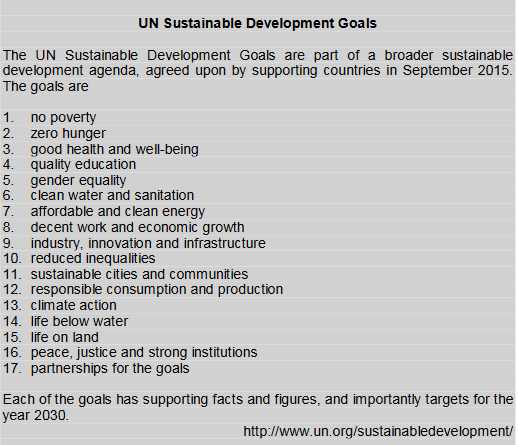 UN Sustainable Development Goals
The UN Sustainable Development Goals are part of a broader sustainable
development agenda, agreed upon by supporting countries in September 2015.
The goals are
1. no poverty
2. zero hunger
3. good health and well-being
4. quality education
5. gender equality
6. clean water and sanitation
7. affordable and clean energy
8. decent work and economic growth
9. industry, innovation and infrastructure
10. reduced inequalities
11. sustainable cities and communities
12. responsible consumption and production
13. climate action
14. life below water
15. life on land
16. peace, justice and strong institutions
17. partnerships for the goals
Each of the goals has supporting facts and figures, and importantly targets for the
year 2030.
http://www.un.org/sustainabledevelopment/